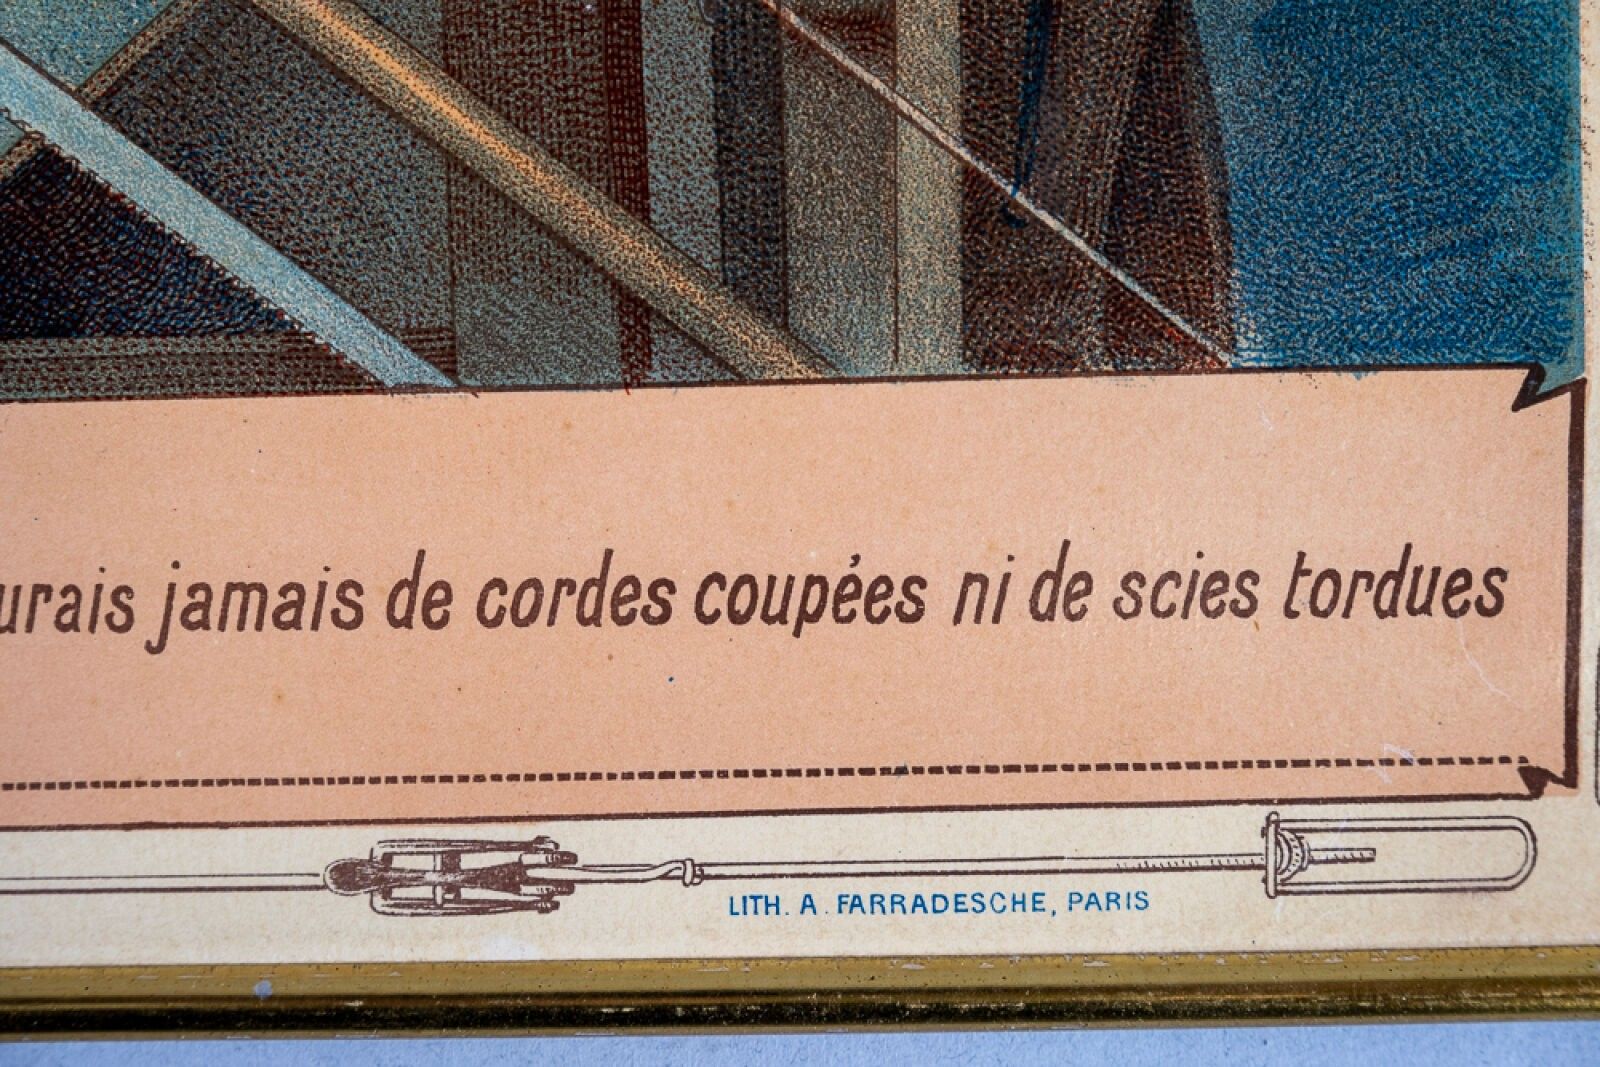 urais jamais de cordes coupées ni de scies tordues
LITH. A. FARRADESCHE, PARIS